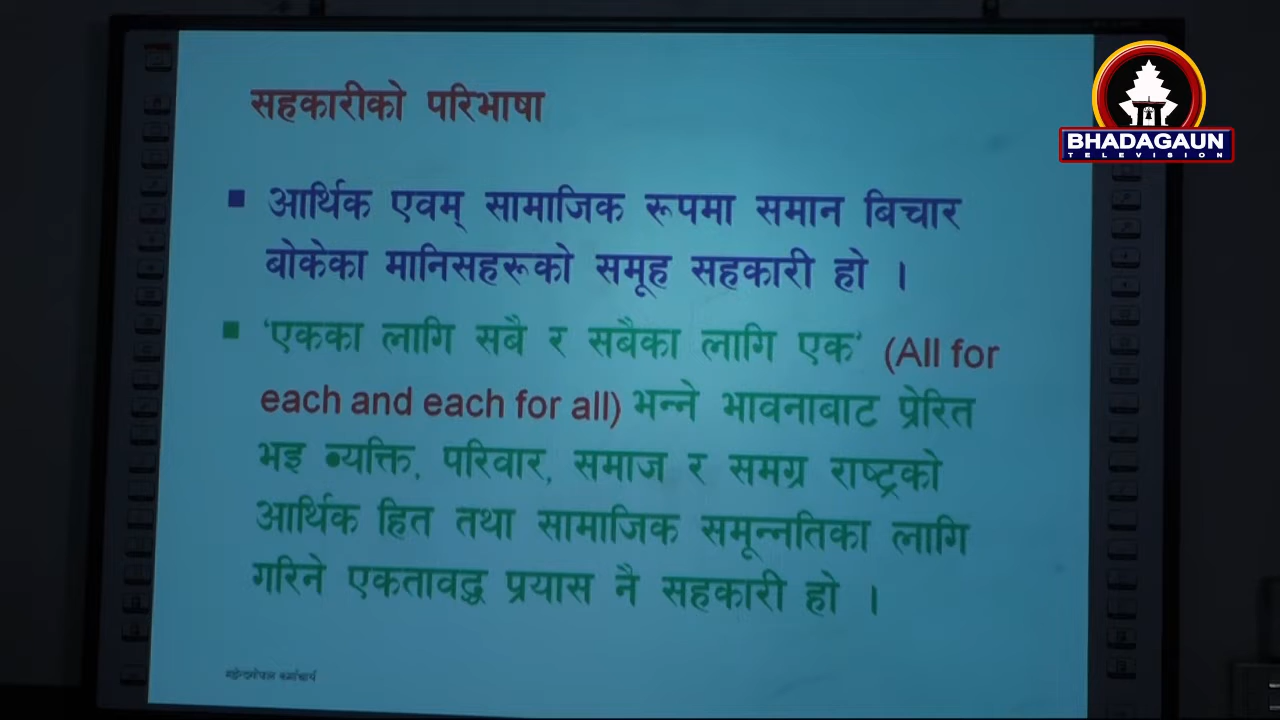 BHADAGAUN
TELEVISION
सहकारीको परिभाषा
आर्थिक एवम् सामाजिक रूपमा समान बिचार
बोकेका मानिसहरूको समूह सहकारी हो ।
‘एकका लागि सबै र सबैका लागि एक’ (All for
each and each for all) भन्ने भावनाबाट प्रेरित
भइ व्यक्ति, परिवार, समाज र समग्र राष्ट्रको
आर्थिक हित तथा सामाजिक समून्नतिका लागि
गरिने एकतावद्ध प्रयास नै सहकारी हो ।